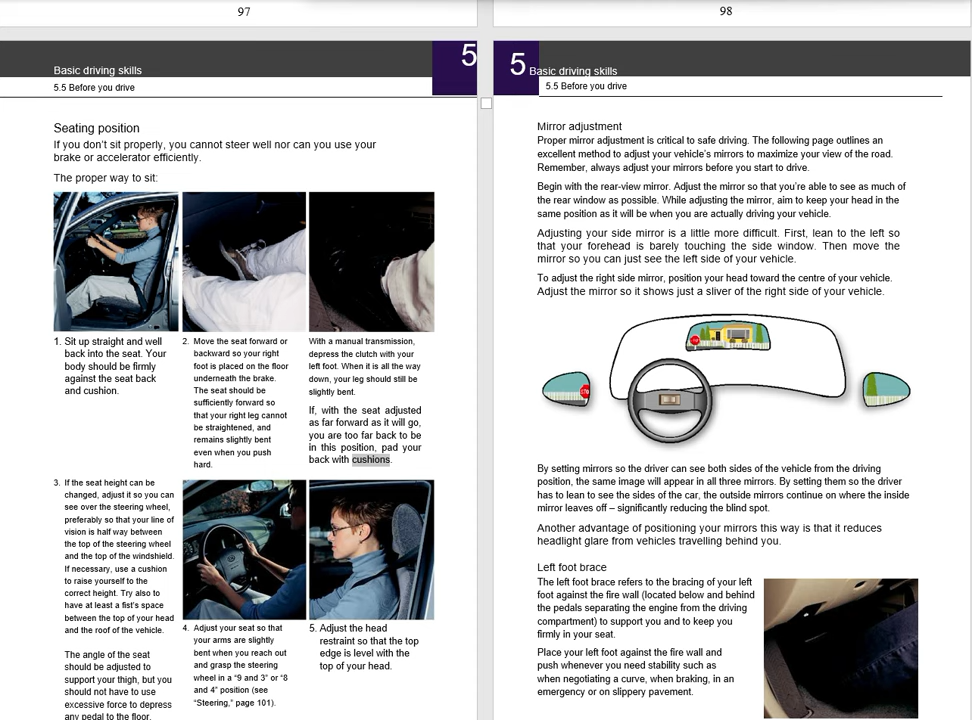 97
5
Basic driving skills
5.5 Before you drive
Seating position
If you don’t sit properly, you cannot steer well nor can you use your
brake or accelerator efficiently.
The proper way to sit:
1. Sit up straight and well
back into the seat. Your
body should be firmly
against the seat back
and cushion.
2. Move the seat forward or
backward so your right
foot is placed on the floor
underneath the brake.
The seat should be
sufficiently forward so
that your right leg cannot
be straightened, and
remains slightly bent
even when you push
hard.
With a manual transmission,
depress the clutch with your
left foot. When it is all the way
down, your leg should still be
slightly bent.
If, with the seat adjusted
as far forward as it will go,
you are too far back to be
in this position, pad your
back with cushions.
3. If the seat height can be
changed, adjust it so you can
see over the steering wheel,
preferably so that your line of
vision is half way between
the top of the steering wheel
and the top of the windshield.
If necessary, use a cushion
to raise yourself to the
correct height. Try also to
have at least a fist’s space
between the top of your head
and the roof of the vehicle.
The angle of the seat
should be adjusted to
support your thigh, but you
should not have to use
excessive force to depress
any pedal to the floor.
4. Adjust your seat so that
your arms are slightly
bent when you reach out
and grasp the steering
wheel in a “9 and 3” or “8
and 4” position (see
“Steering,” page 101).
5. Adjust the head
restraint so that the top
edge is level with the
top of your head.
98
5 Basic driving skills
5.5 Before you drive
Mirror adjustment
Proper mirror adjustment is critical to safe driving. The following page outlines an
excellent method to adjust your vehicle’s mirrors to maximize your view of the road.
Remember, always adjust your mirrors before you start to drive.
Begin with the rear-view mirror. Adjust the mirror so that you’re able to see as much of
the rear window as possible. While adjusting the mirror, aim to keep your head in the
same position as it will be when you are actually driving your vehicle.
Adjusting your side mirror is a little more difficult. First, lean to the left so
that your forehead is barely touching the side window. Then move the
mirror so you can just see the left side of your vehicle.
To adjust the right side mirror, position your head toward the centre of your vehicle.
Adjust the mirror so it shows just a sliver of the right side of your vehicle.
By setting mirrors so the driver can see both sides of the vehicle from the driving
position, the same image will appear in all three mirrors. By setting them so the driver
has to lean to see the sides of the car, the outside mirrors continue on where the inside
mirror leaves off – significantly reducing the blind spot.
Another advantage of positioning your mirrors this way is that it reduces
headlight glare from vehicles travelling behind you.
Left foot brace
The left foot brace refers to the bracing of your left
foot against the fire wall (located below and behind
the pedals separating the engine from the driving
compartment) to support you and to keep you
firmly in your seat.
Place your left foot against the fire wall and
push whenever you need stability such as
when negotiating a curve, when braking, in an
emergency or on slippery pavement.